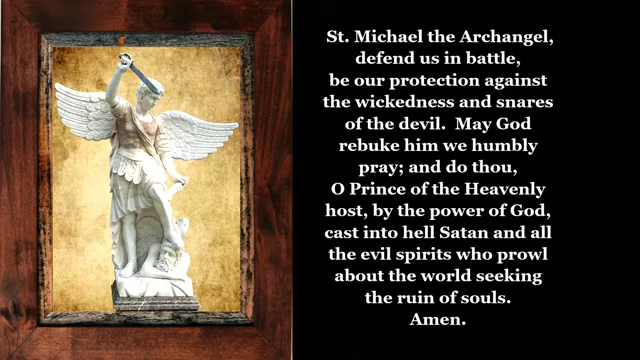 St. Michael the Archangel,
defend us in battle,
be our protection against
the wickedness and snares
of the devil.  May God
rebuke him we humbly
pray; and do thou,
O Prince of the Heavenly
host, by the power of God,
cast into hell Satan and all
the evil spirits who prowl
about the world seeking
the ruin of souls.
Amen.